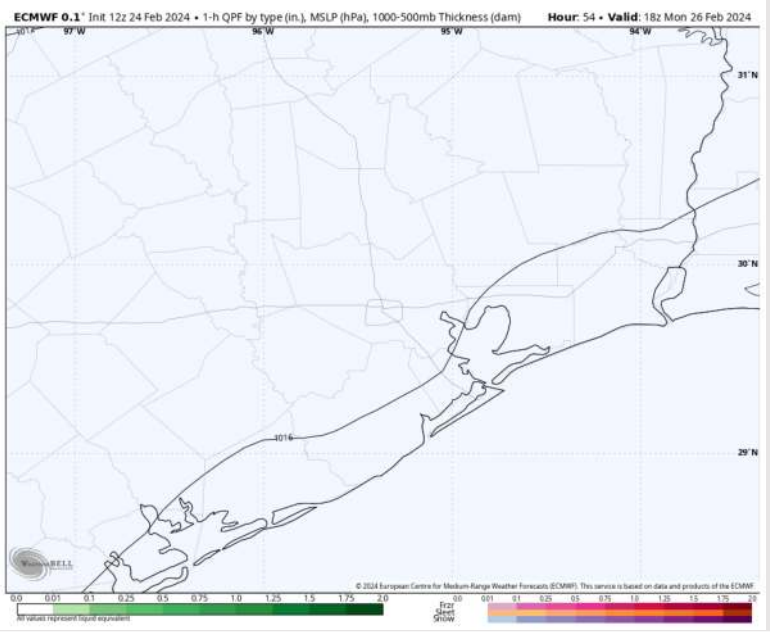 ECMWF 0.1° Init 12z 24 Feb 2024 • 1-h QPF by type (in.), MSLP (hPa), 1000-500mb Thickness (dam) Hour: 54 • Valid: 18z Mon 26 Feb 2024
1016 97°W 96°W 95°W 94°W
31°N
30°N
1016
29°N
WeatherBELL
© 2024 European Centre for Medium-Range Weather Forecasts (ECMWF). This service is based on data and products of the ECMWF
0.0 0.01 0.1 0.25 0.5 0.75 1.0 1.25 1.5 1.75 2.0
0.0 0.01 0.1 0.25 0.5 0.75 1.0 1.25 1.5 1.75 2.0
All values represent liquid equivalent
Frzr
Sleet
Snow